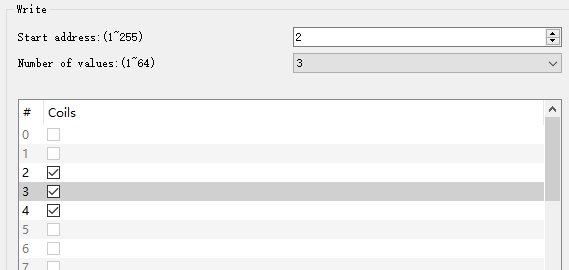 Write
Start address:(1~255) 2
Number of values:(1~64) 3
# Coils
0
1
2
3
4
5
6
7